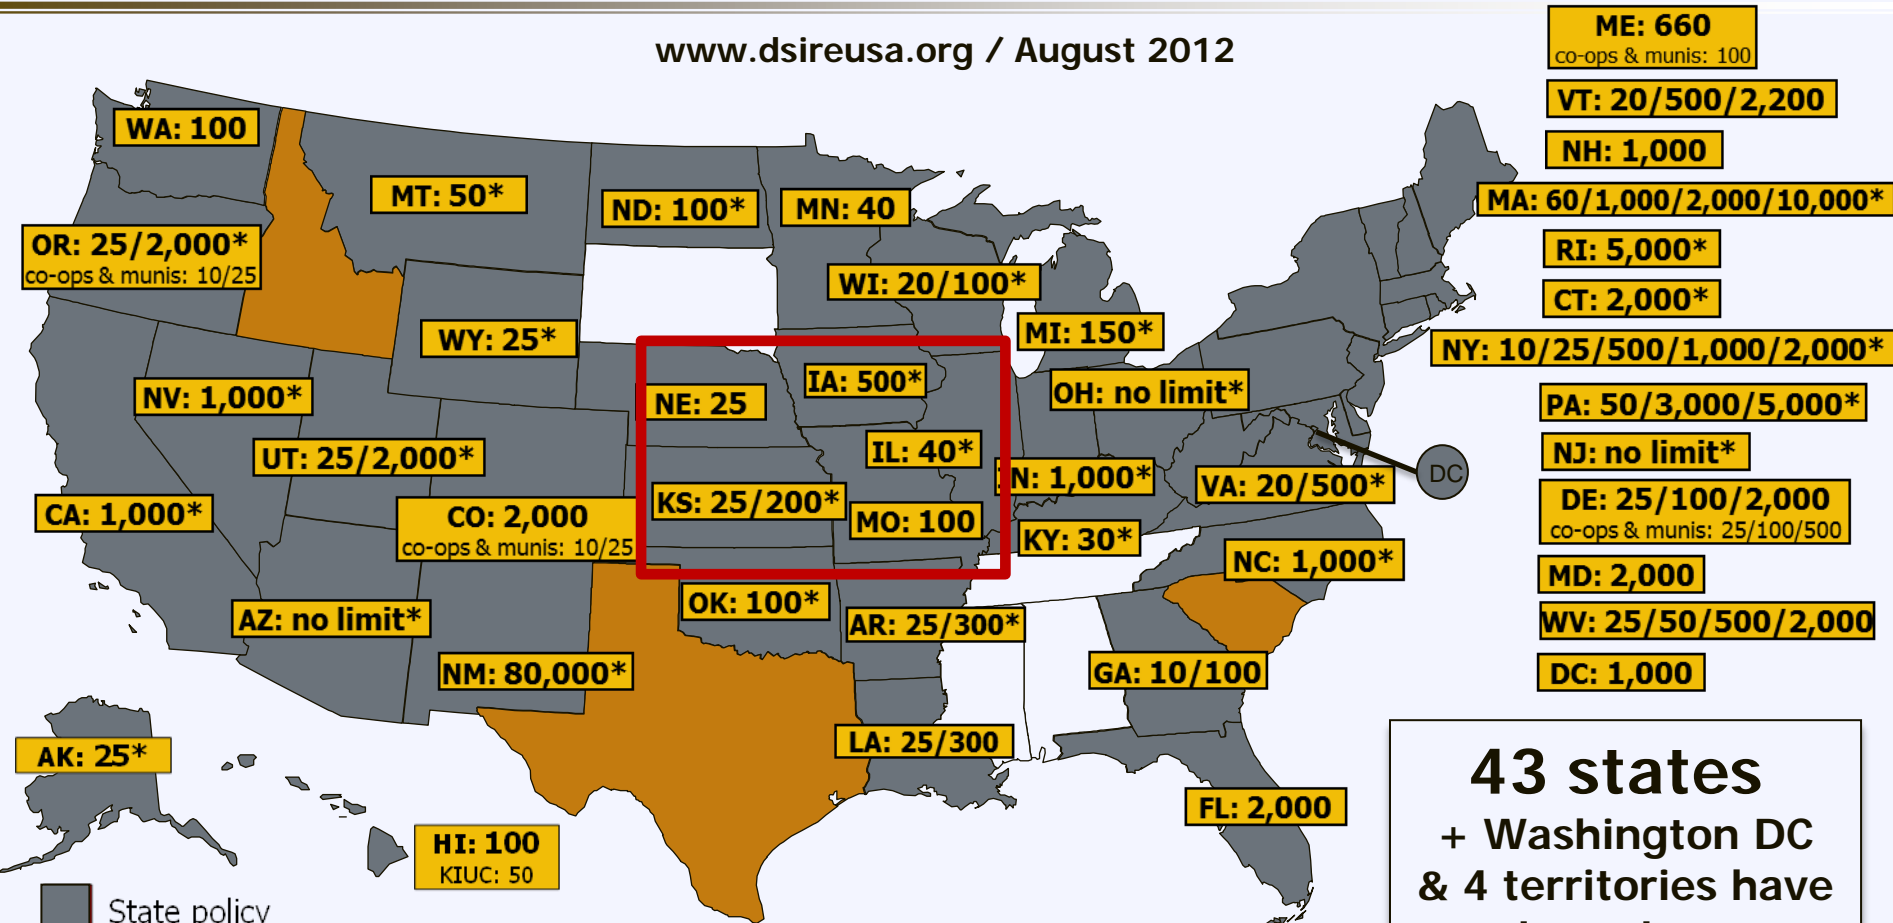 www.dsireusa.org / August 2012
ME: 660
co-ops & munis: 100
VT: 20/500/2,200
WA: 100
NH: 1,000
MT: 50*
ND: 100*
MN: 40
MA: 60/1,000/2,000/10,000*
OR: 25/2,000*
co-ops & munis: 10/25
RI: 5,000*
WI: 20/100*
CT: 2,000*
WY: 25*
MI: 150*
NY: 10/25/500/1,000/2,000*
NV: 1,000*
NE: 25
IA: 500*
OH: no limit*
PA: 50/3,000/5,000*
UT: 25/2,000*
IL: 40*
NJ: no limit*
IN: 1,000*
VA: 20/500*
DC
CA: 1,000*
CO: 2,000
co-ops & munis: 10/25
KS: 25/200*
MO: 100
DE: 25/100/2,000
co-ops & munis: 25/100/500
KY: 30*
NC: 1,000*
MD: 2,000
AZ: no limit*
OK: 100*
AR: 25/300*
WV: 25/50/500/2,000
NM: 80,000*
GA: 10/100
DC: 1,000
AK: 25*
LA: 25/300
43 states
+ Washington DC
& 4 territories have
FL: 2,000
HI: 100
KIUC: 50
State policy